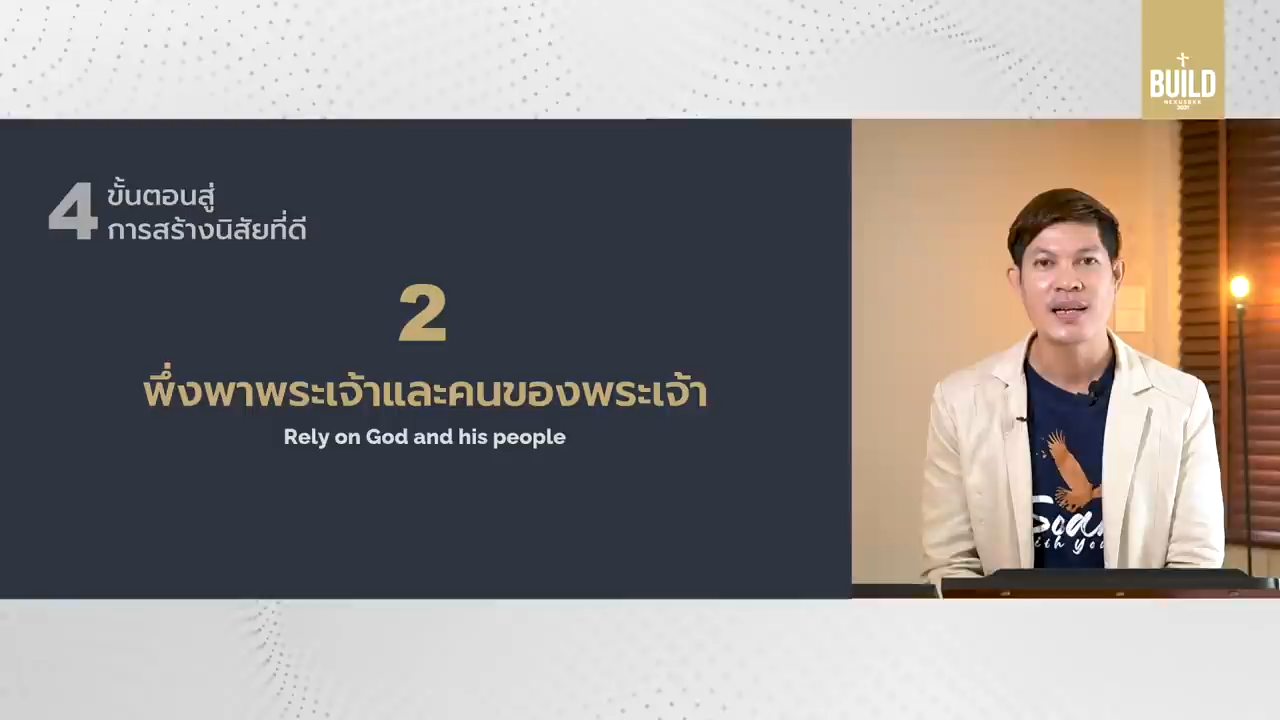 BUILD
NEXUSBKK
2021
4 ขั้นตอนสู่
การสร้างนิสัยที่ดี
2
พึ่งพาพระเจ้าและคนของพระเจ้า
Rely on God and his people